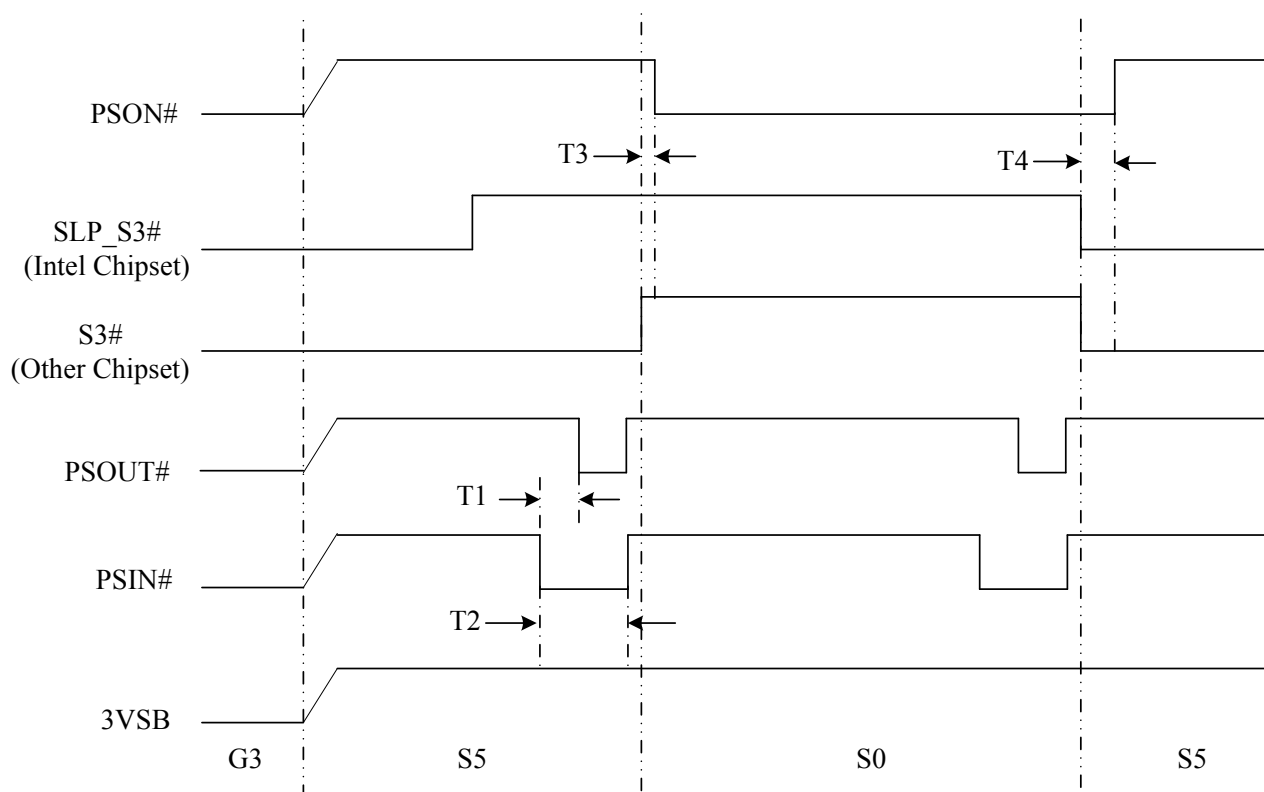 PSON#
T3
T4
SLP_S3#
(Intel Chipset)
S3#
(Other Chipset)
PSOUT#
T1
PSIN#
T2
3VSB
G3 S5 S0 S5